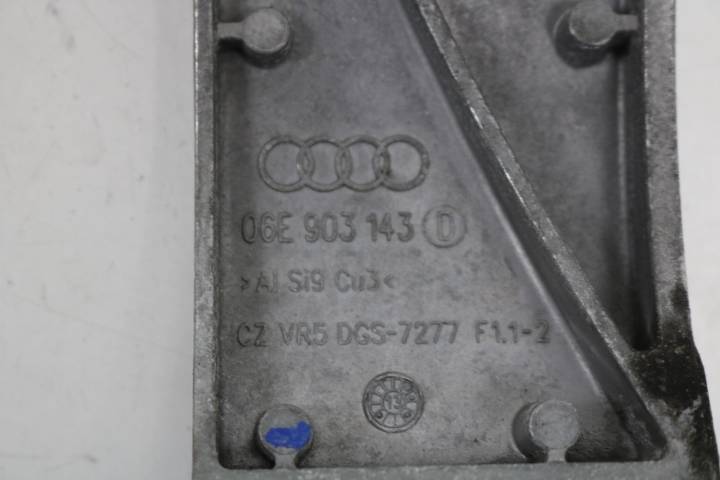 06E 903 143 D
>Al Si9 Cu3<
CZ VR5 DGS-7277 F1.1-2